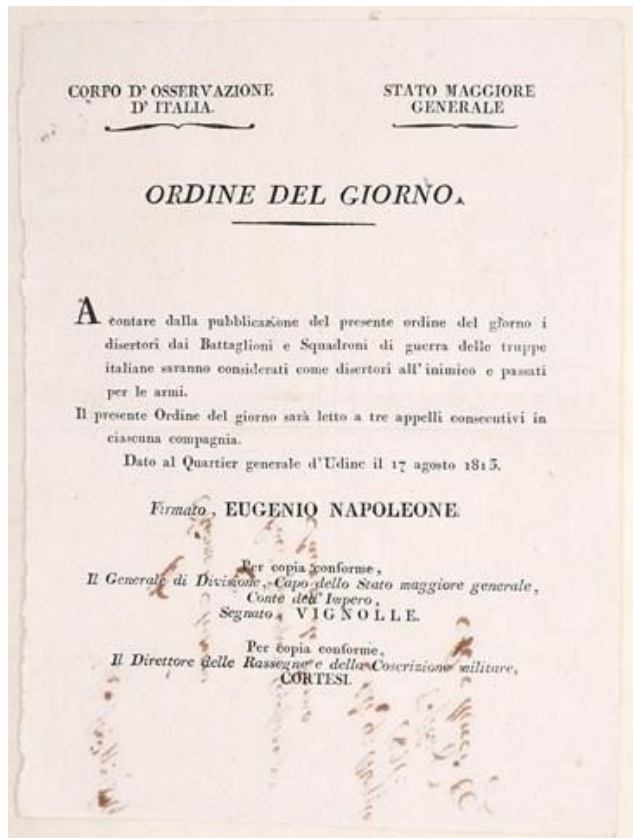 CORPO D' OSSERVAZIONE
D' ITALIA.
STATO MAGGIORE
GENERALE
ORDINE DEL GIORNO.
A contare dalla pubblicazione del presente ordine del giorno i
disertori dai Battaglioni e Squadroni di guerra delle truppe
italiane saranno considerati come disertori all' inimico e passati
per le armi.
Il presente Ordine del giorno sarà letto a tre appelli consecutivi in
ciascuna compagnia.
Dato al Quartier generale d'Udine il 17 agosto 1813.
Firmato, EUGENIO NAPOLEONE.
Per copia conforme,
Il Generale di Divisione, Capo dello Stato maggiore generale,
Conte dell' Impero,
Segnato, VIGNOLLE.
Per copia conforme,
Il Direttore delle Rassegne e della Coscrizione militare,
CORTESI.